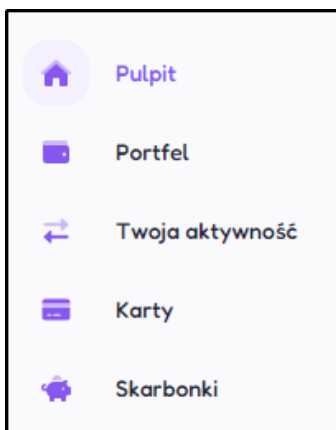 Pulpit
Portfel
Twoja aktywność
Karty
Skarbonki